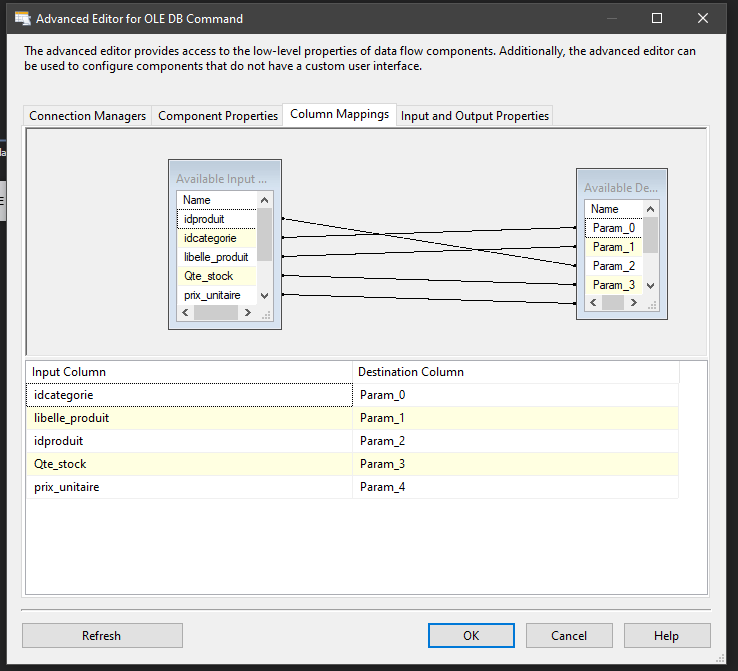 Advanced Editor for OLE DB Command
The advanced editor provides access to the low-level properties of data flow components. Additionally, the advanced editor can
be used to configure components that do not have a custom user interface.
Connection Managers Component Properties Column Mappings Input and Output Properties
Available Input ...
Name
idproduit
idcategorie
libelle_produit
Qte_stock
prix_unitaire
Available De...
Name
Param_0
Param_1
Param_2
Param_3
Input Column Destination Column
idcategorie Param_0
libelle_produit Param_1
idproduit Param_2
Qte_stock Param_3
prix_unitaire Param_4
Refresh OK Cancel Help